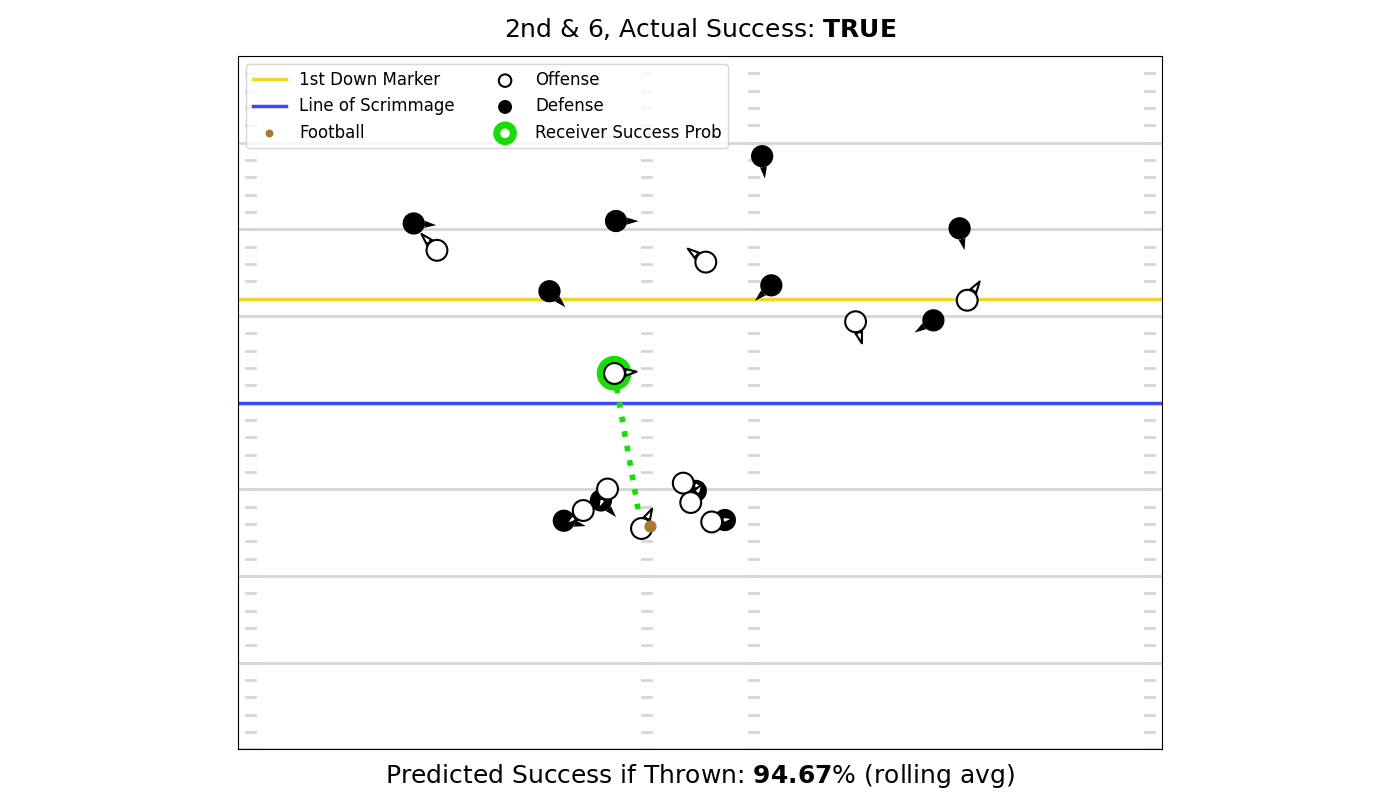 2nd & 6, Actual Success: TRUE
1st Down Marker
Line of Scrimmage
Football
Offense
Defense
Receiver Success Prob
Predicted Success if Thrown: 94.67% (rolling avg)